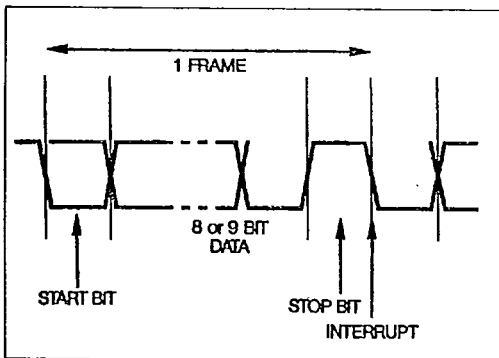 1 FRAME
8 or 9 BIT
DATA
START BIT
STOP BIT
INTERRUPT